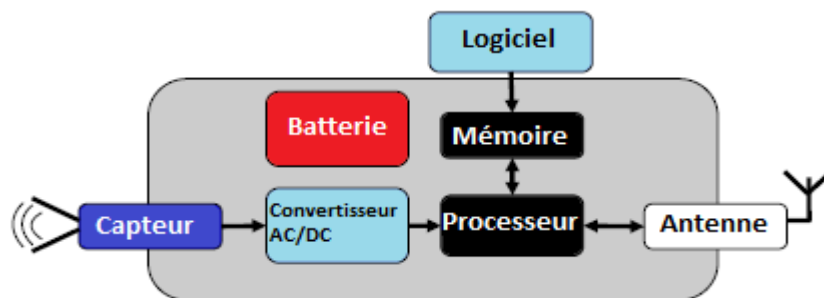 Logiciel
Batterie
Mémoire
Capteur
Convertisseur
AC/DC
Processeur
Antenne